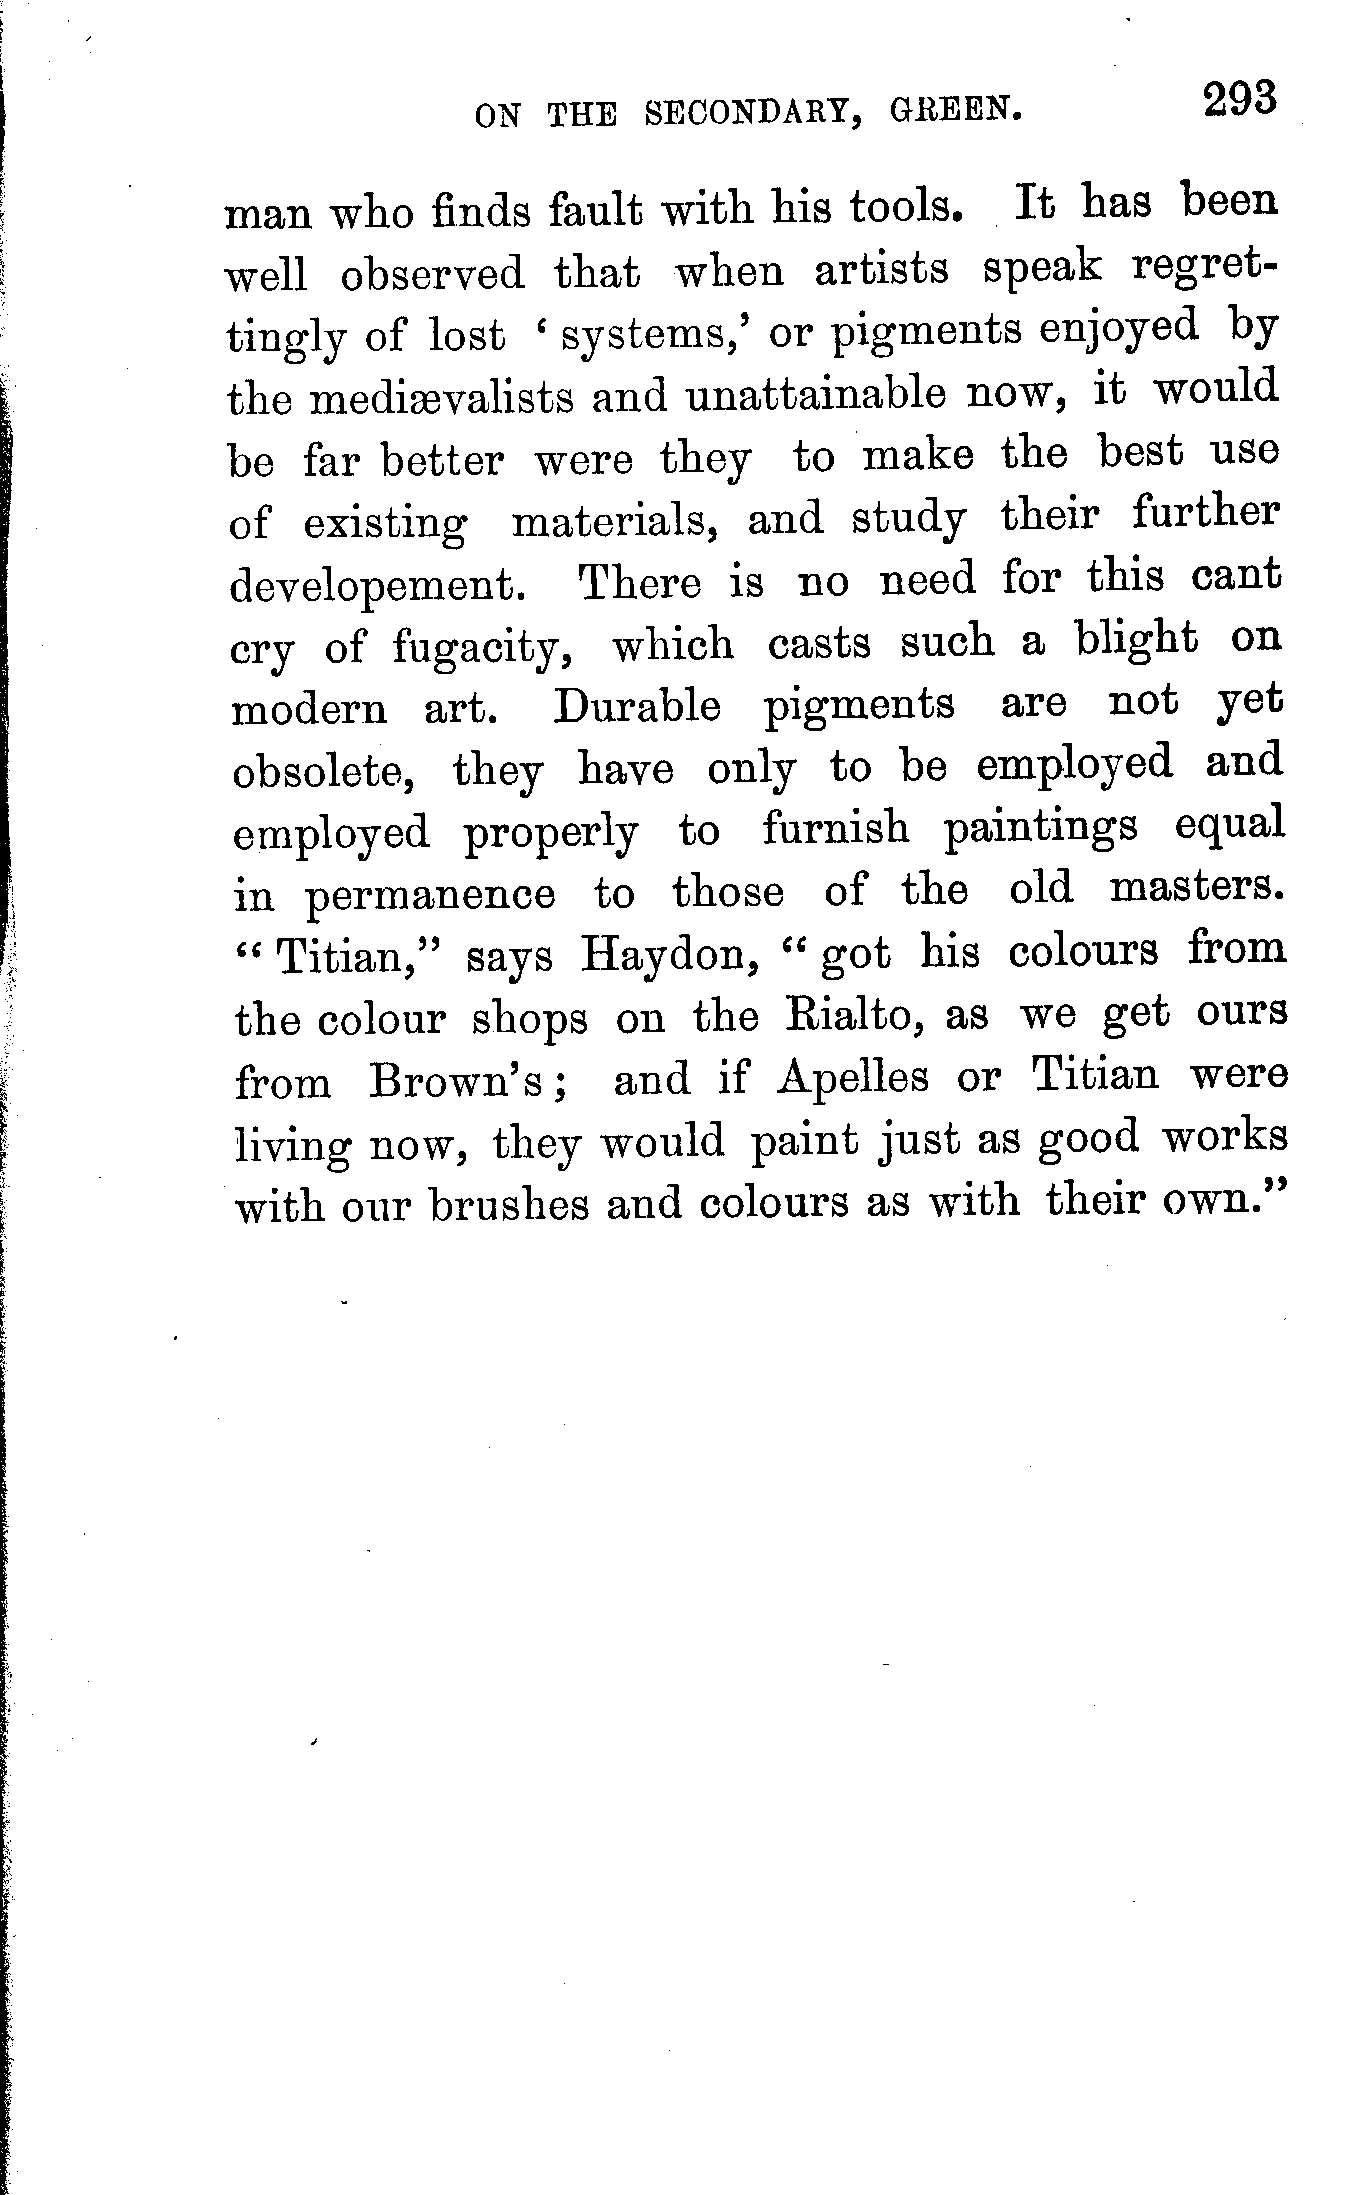 ON THE SECONDARY, GREEN. 293
man who finds fault with his tools. It has been
well observed that when artists speak regret-
tingly of lost ‘ systems,’ or pigments enjoyed by
the mediævalists and unattainable now, it would
be far better were they to make the best use
of existing materials, and study their further
developement. There is no need for this cant
cry of fugacity, which casts such a blight on
modern art. Durable pigments are not yet
obsolete, they have only to be employed and
employed properly to furnish paintings equal
in permanence to those of the old masters.
“ Titian,” says Haydon, “ got his colours from
the colour shops on the Rialto, as we get ours
from Brown’s ; and if Apelles or Titian were
living now, they would paint just as good works
with our brushes and colours as with their own.”